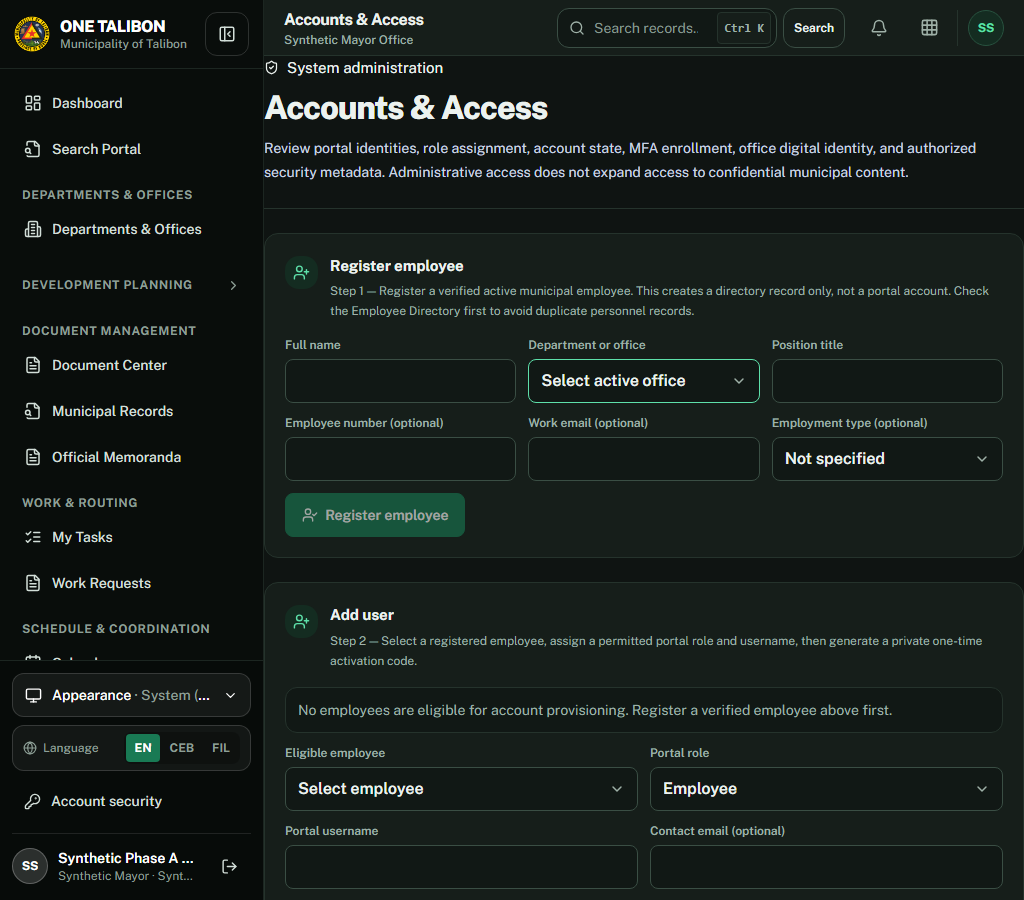 ONE TALIBON
Municipality of Talibon
Dashboard
Search Portal
DEPARTMENTS & OFFICES
Departments & Offices
DEVELOPMENT PLANNING
DOCUMENT MANAGEMENT
Document Center
Municipal Records
Official Memoranda
WORK & ROUTING
My Tasks
Work Requests
SCHEDULE & COORDINATION
Appearance · System (...
Language EN CEB FIL
Account security
SS
Synthetic Phase A ...
Synthetic Mayor · Synt...
Accounts & Access
Synthetic Mayor Office
Search records.. Ctrl K Search
SS
System administration
Accounts & Access
Review portal identities, role assignment, account state, MFA enrollment, office digital identity, and authorized
security metadata. Administrative access does not expand access to confidential municipal content.
Register employee
Step 1 — Register a verified active municipal employee. This creates a directory record only, not a portal account. Check
the Employee Directory first to avoid duplicate personnel records.
Full name Department or office Position title
Select active office
Employee number (optional) Work email (optional) Employment type (optional)
Not specified
Register employee
Add user
Step 2 — Select a registered employee, assign a permitted portal role and username, then generate a private one-time
activation code.
No employees are eligible for account provisioning. Register a verified employee above first.
Eligible employee Portal role
Select employee Employee
Portal username Contact email (optional)